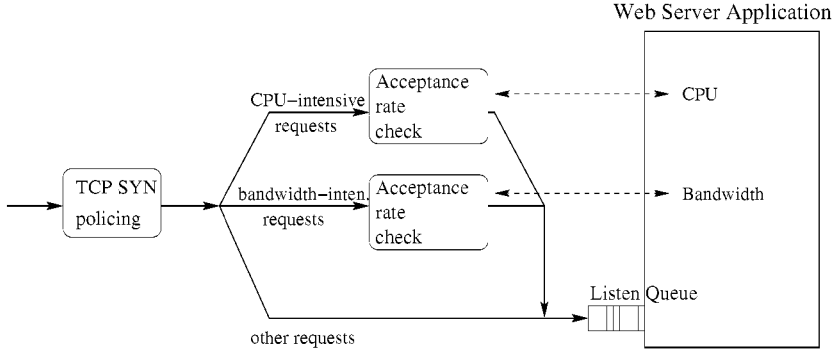 Web Server Application
CPU−intensive
requests
Acceptance
rate
check
CPU
TCP SYN
policing
bandwidth−inten.
requests
Acceptance
rate
check
Bandwidth
Listen Queue
other requests